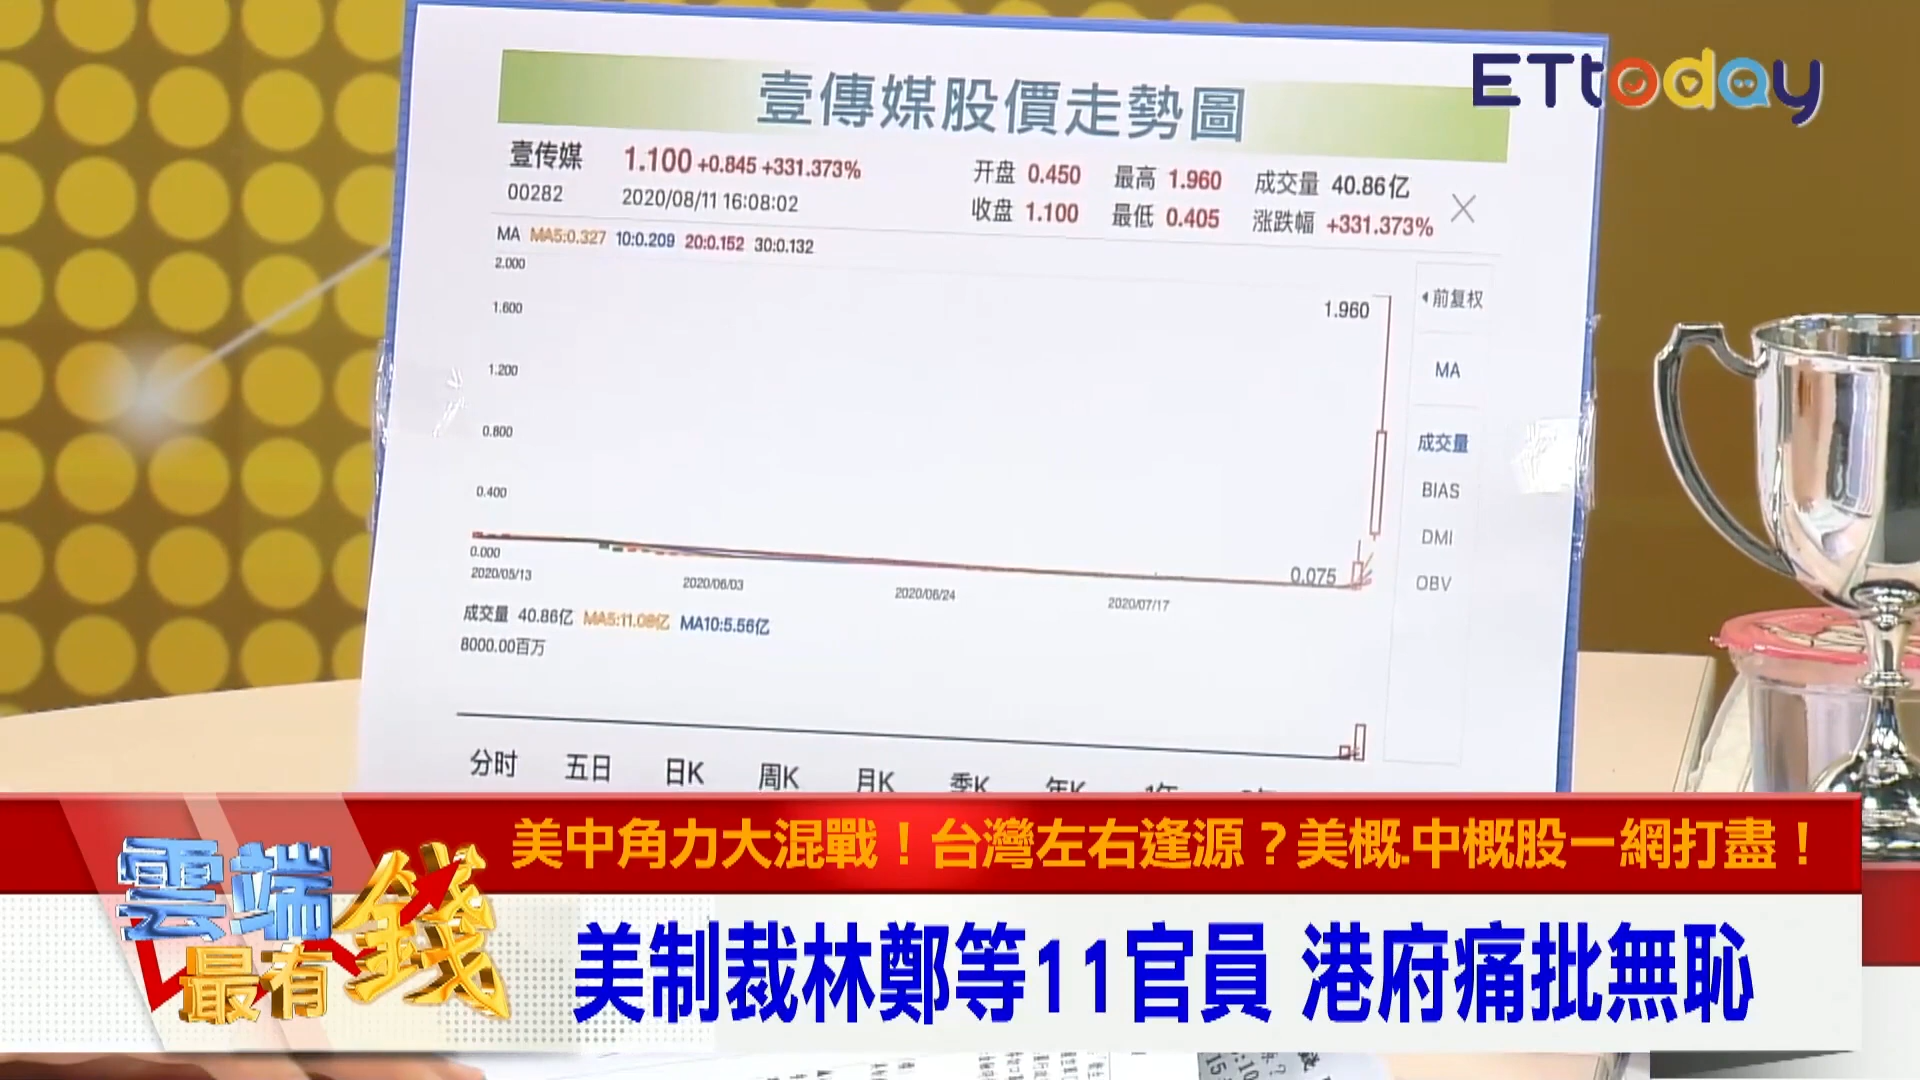 ETtoday
壹傳媒股價走勢圖
壹传媒 1.100 +0.845 +331.373% 开盘 0.450 最高 1.960 成交量 40.86亿
00282 2020/08/11 16:08:02 收盘 1.100 最低 0.405 涨跌幅 +331.373%
MA MA5:0.327 10:0.209 20:0.152 30:0.132
2.000
1.600
1.960
前复权
1.200
MA
0.800
成交量
0.400
BIAS
DMI
0.000
0.075
OBV
2020/05/13 2020/06/03 2020/06/24 2020/07/17
成交量 40.86亿 MA5:11.08亿 MA10:5.56亿
8000.00百万
分时 五日 日K 周K 月K 季K 年K
美中角力大混戰！台灣左右逢源？美概.中概股一網打盡！
雲端最有錢
美制裁林鄭等11官員 港府痛批無恥